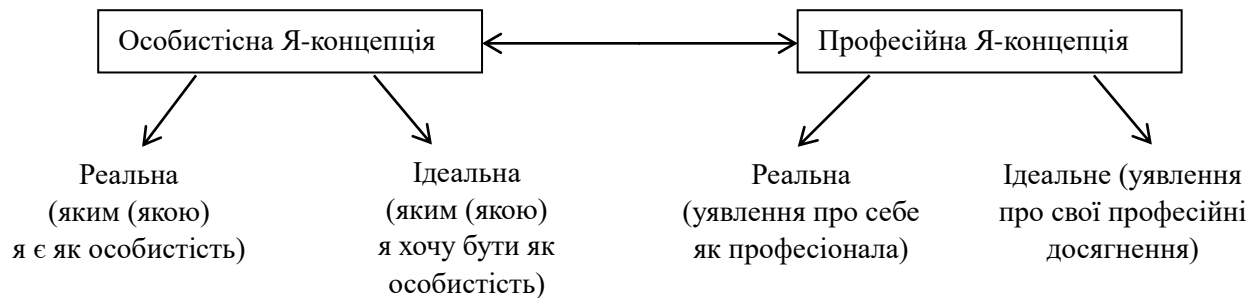 Особистісна Я-концепція
Професійна Я-концепція
Реальна
(яким (якою)
я є як особистість)
Ідеальна
(яким (якою)
я хочу бути як
особистість)
Реальна
(уявлення про себе
як професіонала)
Ідеальне (уявлення
про свої професійні
досягнення)